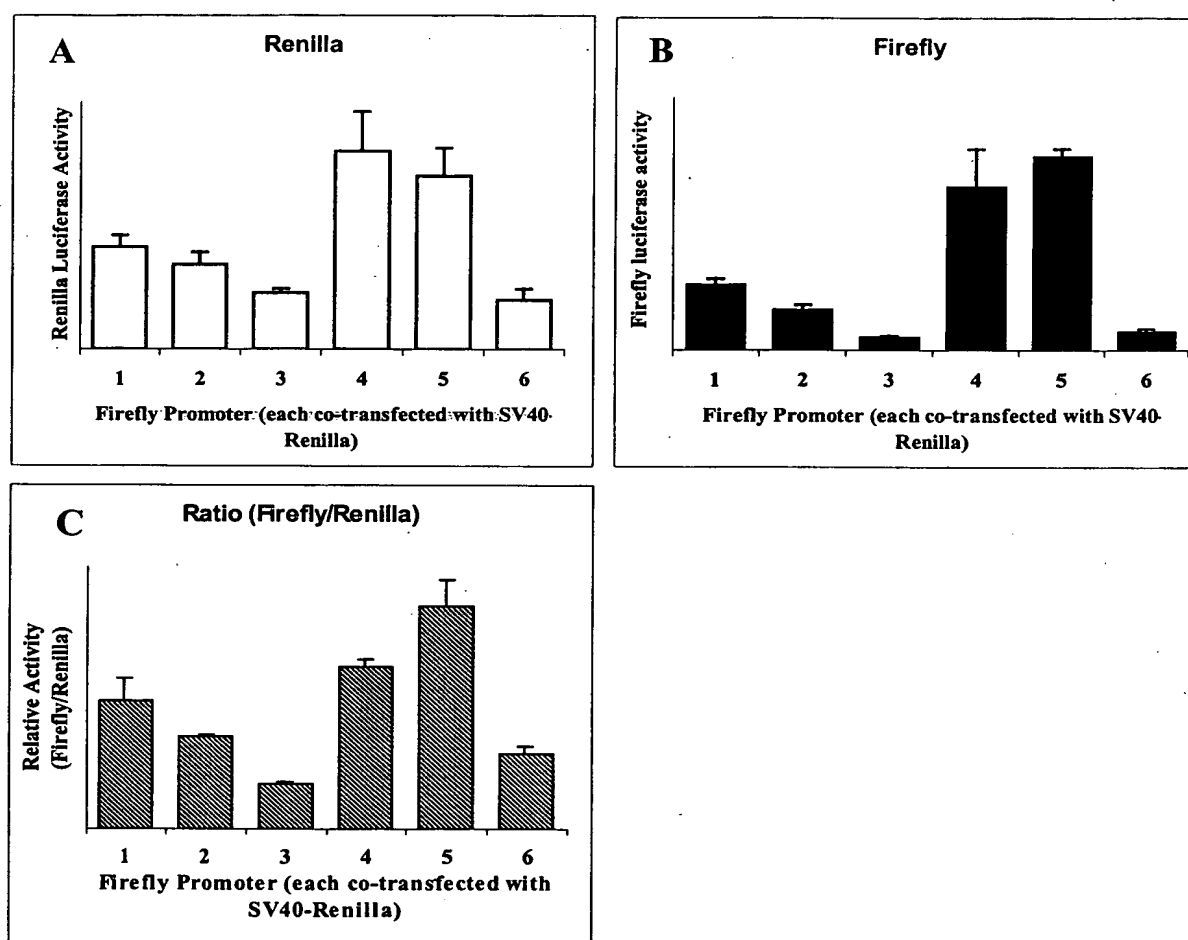 A
Renilla
Renilla Luciferase Activity
1 2 3 4 5 6
Firefly Promoter (each co-transfected with SV40-
Renilla)
B
Firefly
Firefly luciferase activity
1 2 3 4 5 6
Firefly Promoter (each co-transfected with SV40-
Renilla)
C
Ratio (Firefly/Renilla)
Relative Activity
(Firefly/Renilla)
1 2 3 4 5 6
Firefly Promoter (each co-transfected with
SV40-Renilla)